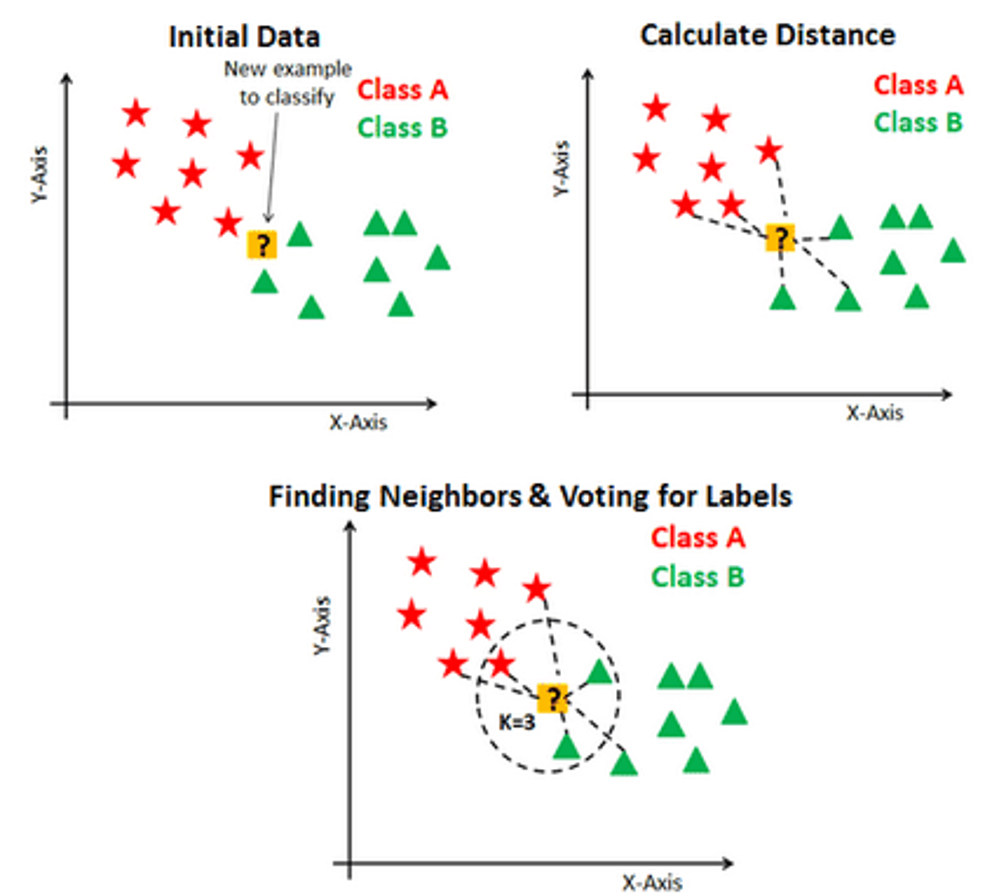 Initial Data
New example
to classify
Class A
Class B
Y-Axis
?
X-Axis
Calculate Distance
Class A
Class B
Y-Axis
?
X-Axis
Finding Neighbors & Voting for Labels
Class A
Class B
Y-Axis
?
K=3
X-Axis